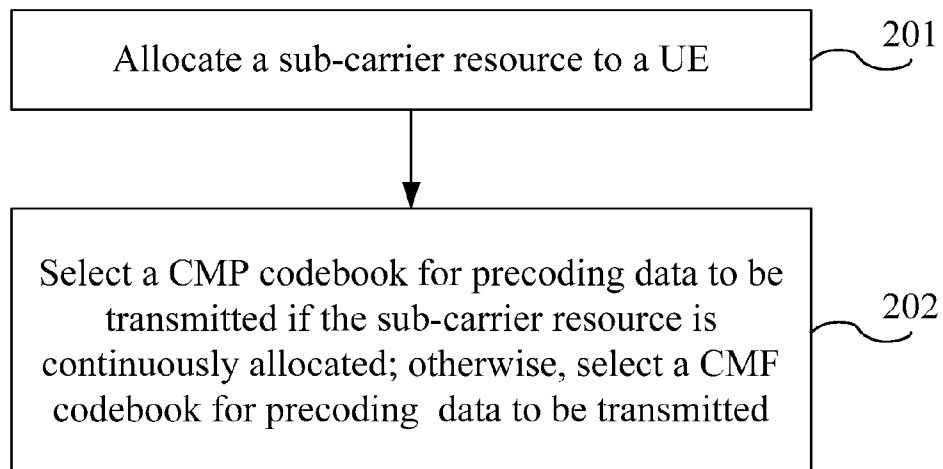 Allocate a sub-carrier resource to a UE
201
Select a CMP codebook for precoding data to be
transmitted if the sub-carrier resource is
continuously allocated; otherwise, select a CMF
codebook for precoding data to be transmitted
202